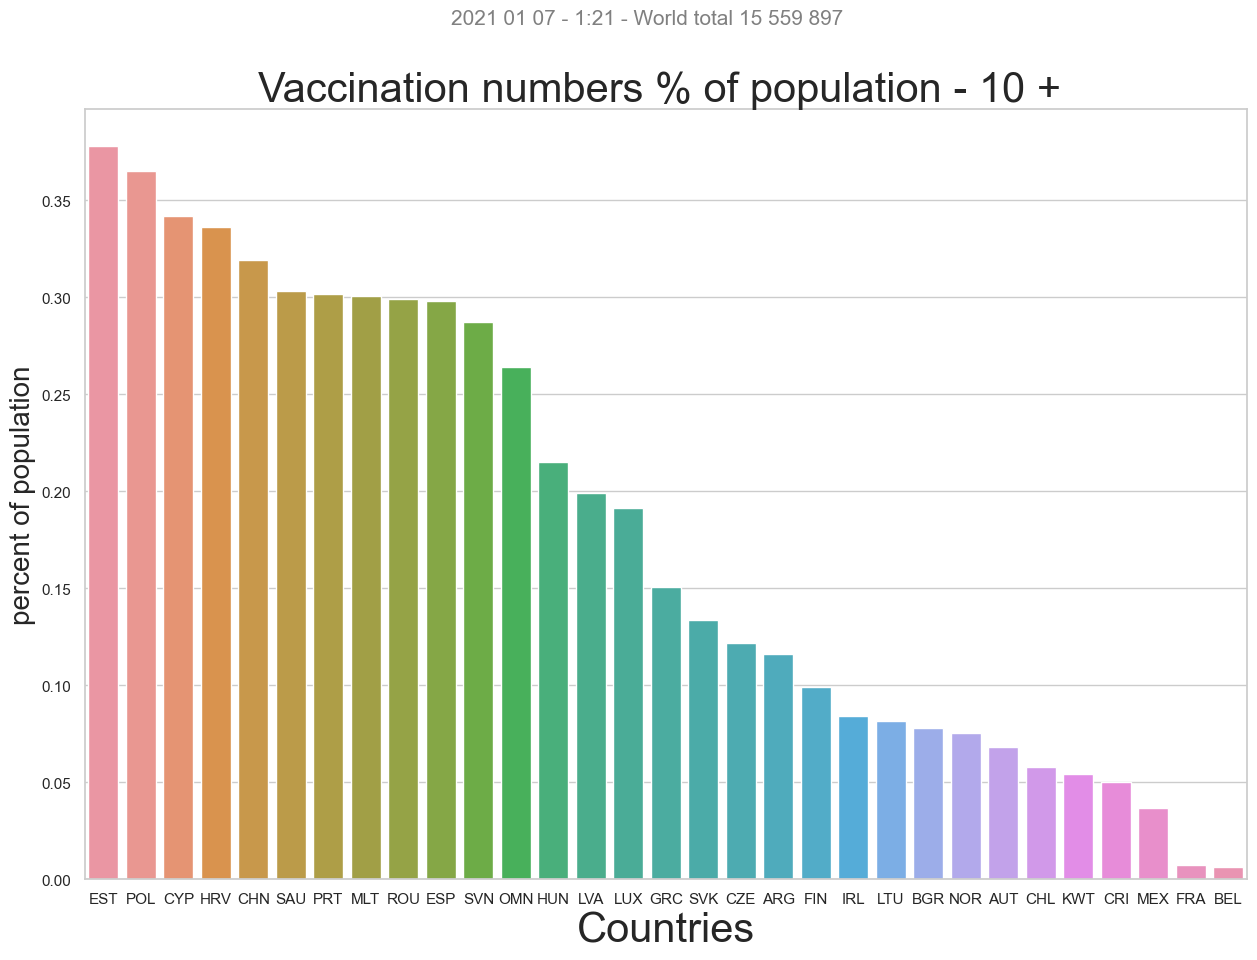 2021 01 07 - 1:21 - World total 15 559 897
Vaccination numbers % of population - 10 +
percent of population
0.35
0.30
0.25
0.20
0.15
0.10
0.05
0.00
EST POL CYP HRV CHN SAU PRT MLT ROU ESP SVN OMN HUN LVA LUX GRC SVK CZE ARG FIN IRL LTU BGR NOR AUT CHL KWT CRI MEX FRA BEL
Countries